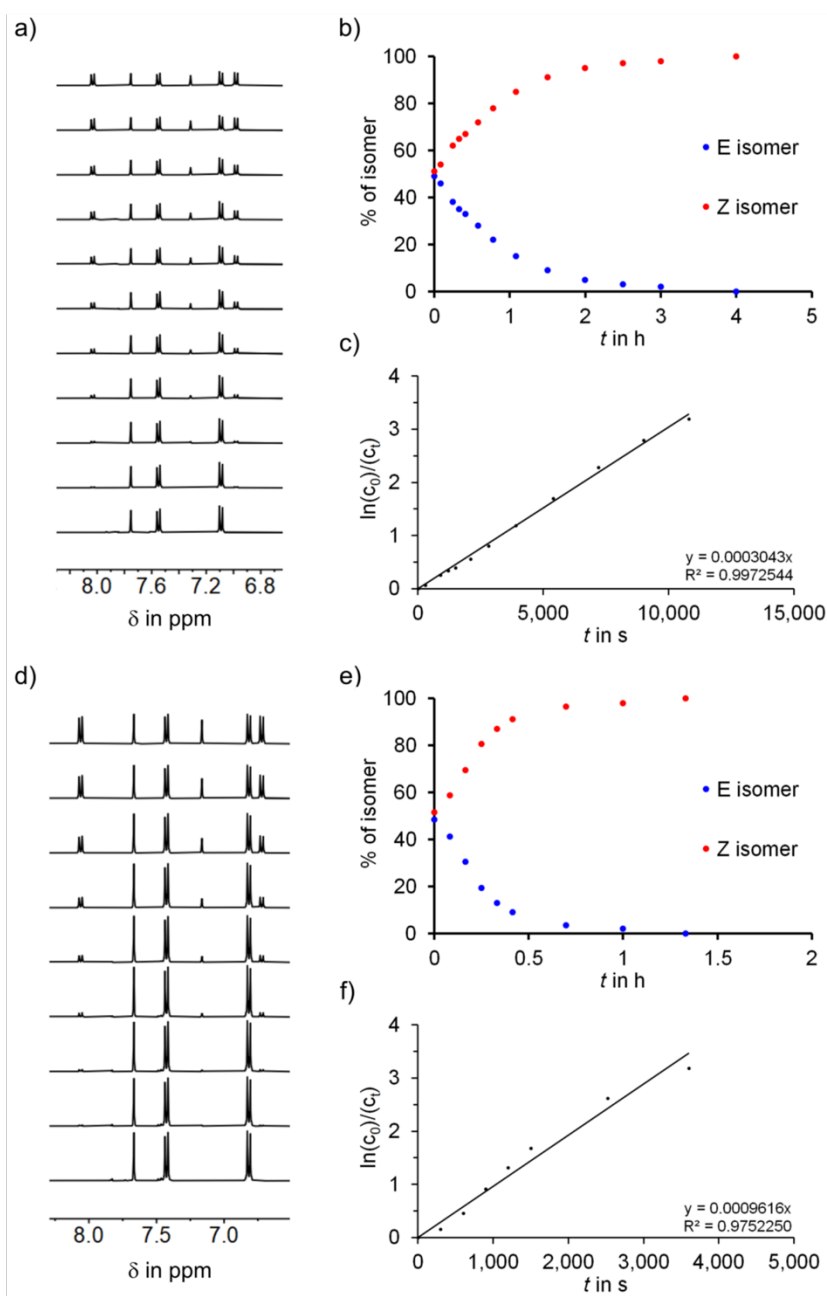 a)
8.0 7.6 7.2 6.8
δ in ppm
b)
% of isomer
100
80
60
40
20
0
E isomer
Z isomer
0 1 2 3 4 5
t in h
c)
ln(c₀)/(cₜ)
4
3
2
1
0
y = 0.0003043x
R² = 0.9972544
0 5,000 10,000 15,000
t in s
d)
8.0 7.5 7.0
δ in ppm
e)
% of isomer
100
80
60
40
20
0
E isomer
Z isomer
0 0.5 1 1.5 2
t in h
f)
ln(c₀)/(cₜ)
4
3
2
1
0
y = 0.0009616x
R² = 0.9752250
0 1,000 2,000 3,000 4,000 5,000
t in s